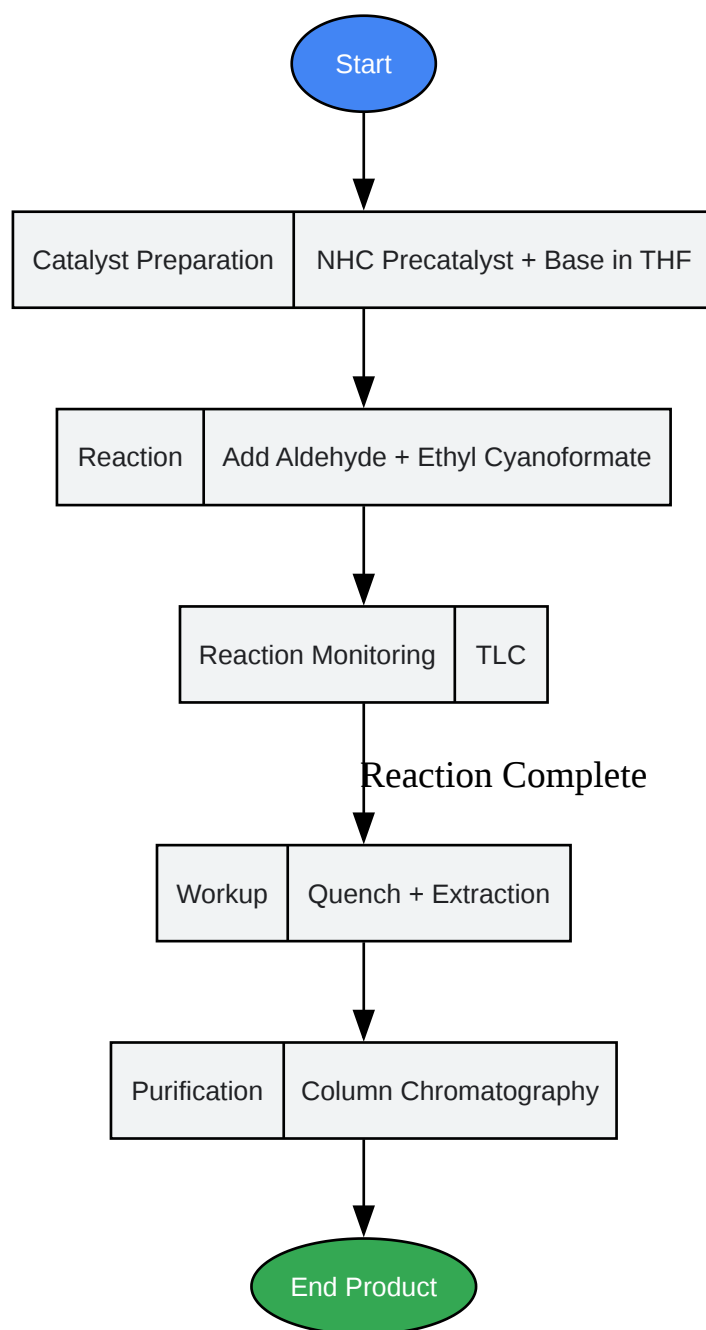 Start
Catalyst Preparation
NHC Precatalyst + Base in THF
Reaction
Add Aldehyde + Ethyl Cyanoformate
Reaction Monitoring
TLC
Reaction Complete
Workup
Quench + Extraction
Purification
Column Chromatography
End Product